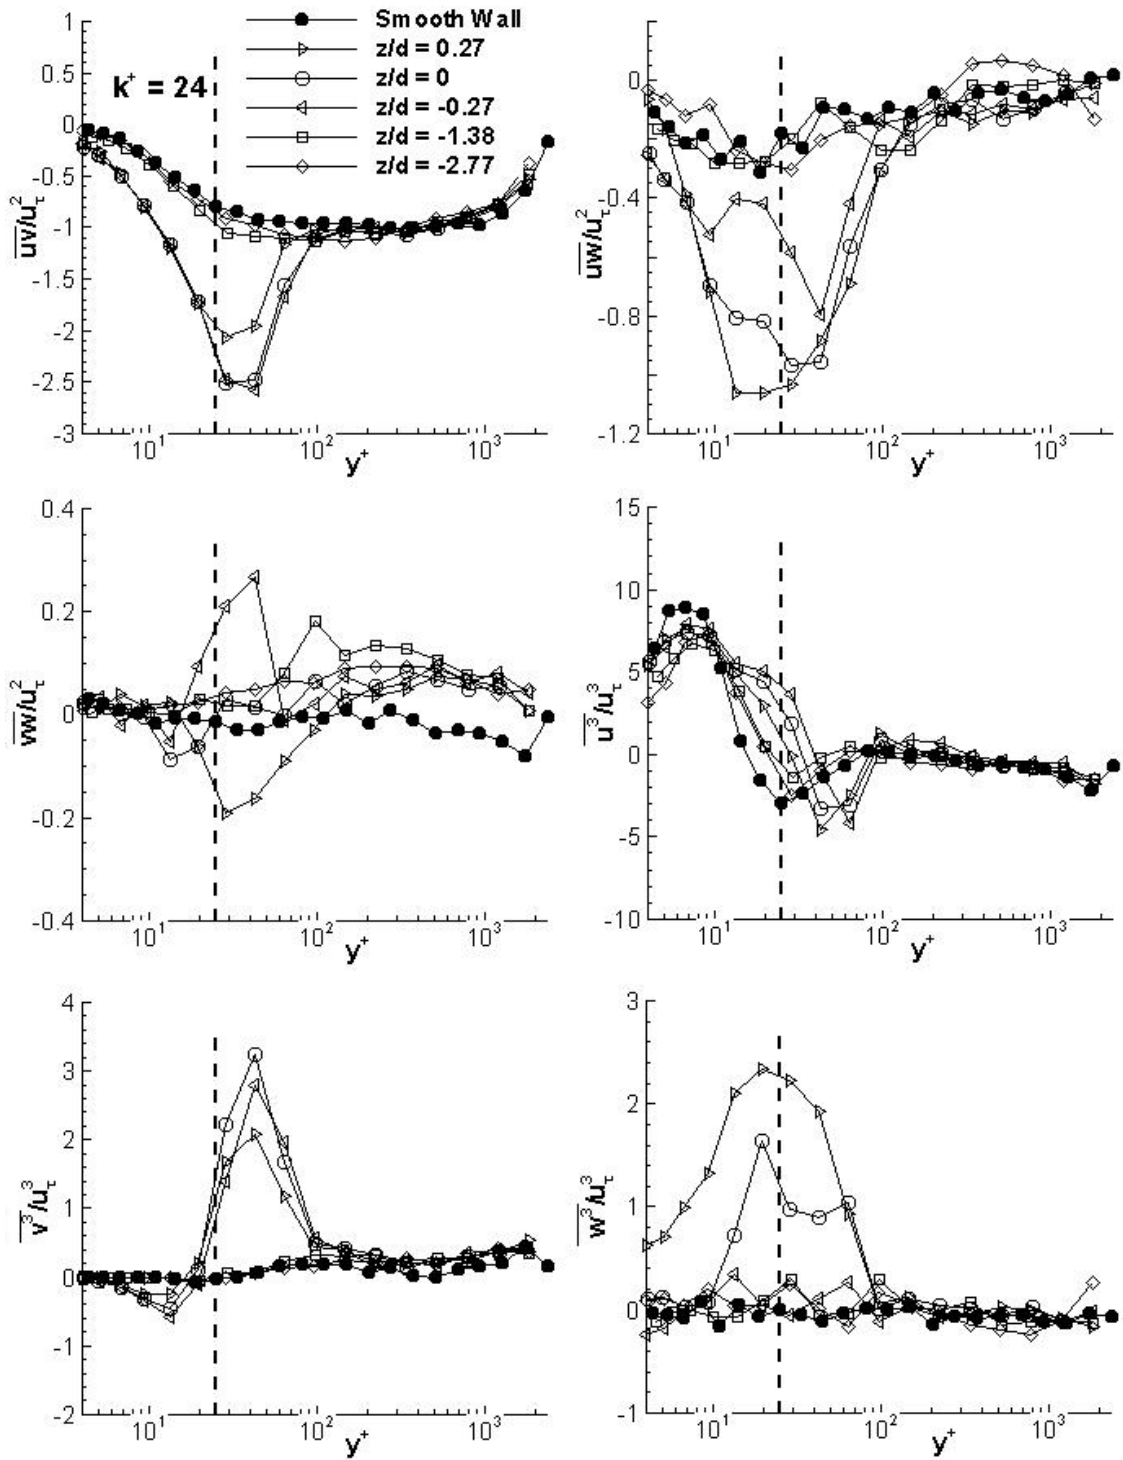 k⁺ = 24
Smooth Wall
z/d = 0.27
z/d = 0
z/d = -0.27
z/d = -1.38
z/d = -2.77
1
0.5
0
-0.5
-1
-1.5
-2
-2.5
-3
uv/u²τ
10¹ 10² 10³
y⁺
0
-0.4
-0.8
-1.2
uw/u²τ
10¹ 10² 10³
y⁺
0.4
0.2
0
-0.2
-0.4
vw/u²τ
10¹ 10² 10³
y⁺
15
10
5
0
-5
-10
u³/u³τ
10¹ 10² 10³
y⁺
4
3
2
1
0
-1
-2
v³/u³τ
10¹ 10² 10³
y⁺
3
2
1
0
-1
w³/u³τ
10¹ 10² 10³
y⁺